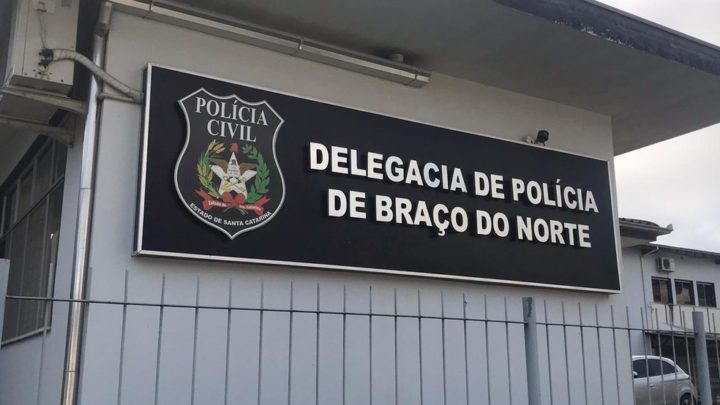 POLÍCIA
CIVIL
ESTADO DE SANTA CATARINA
DELEGACIA DE POLÍCIA
DE BRAÇO DO NORTE